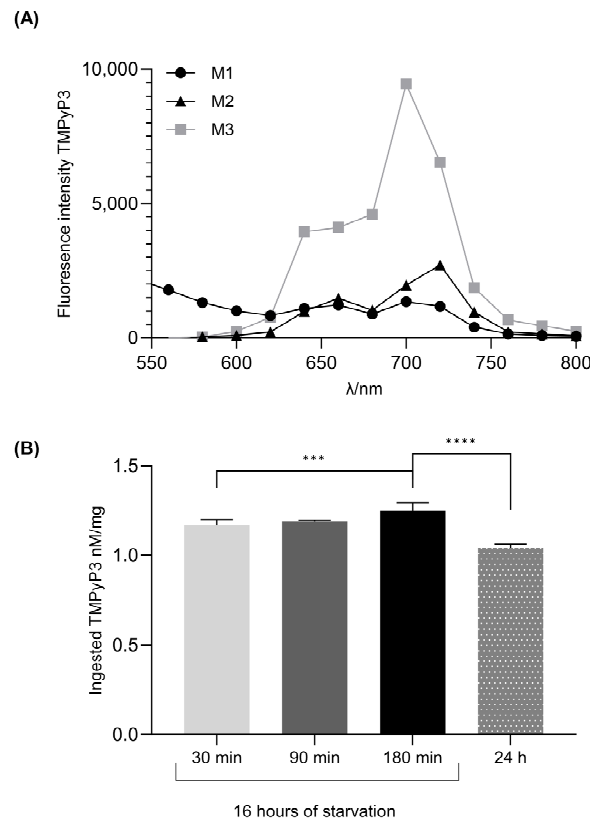 (A)
10,000
5,000
0
Fluoresence intensity TMPyP3
M1
M2
M3
550 600 650 700 750 800
λ/nm
(B)
*** ****
1.5
1.0
0.5
0.0
Ingested TMPyP3 nM/mg
30 min 90 min 180 min 24 h
16 hours of starvation